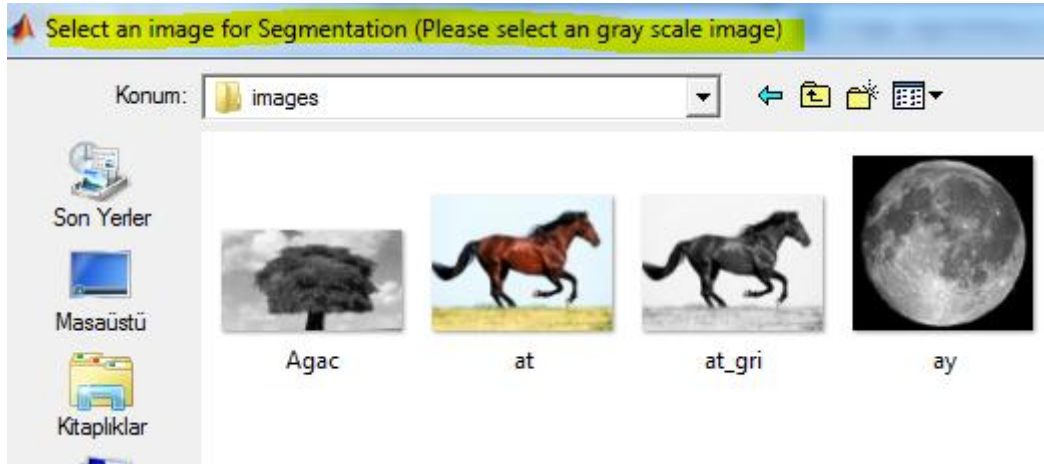 Select an image for Segmentation (Please select an gray scale image)
Konum: images
Son Yerler
Masaüstü
Kitaplıklar
Agac at at_gri ay